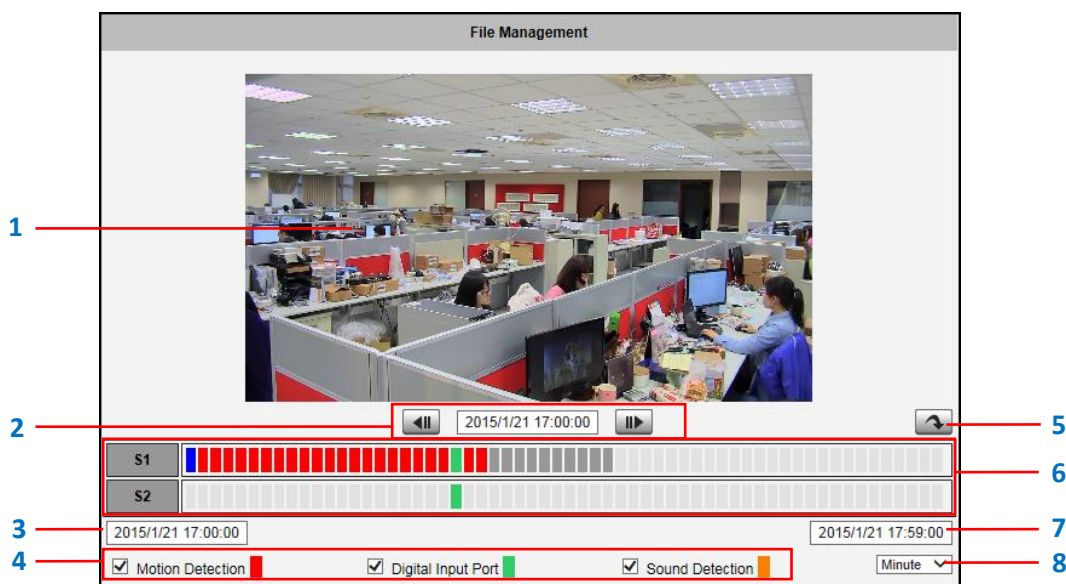 File Management
1
2
2015/1/21 17:00:00
5
S1
6
S2
3
2015/1/21 17:00:00
2015/1/21 17:59:00
7
4
Motion Detection
Digital Input Port
Sound Detection
Minute
8